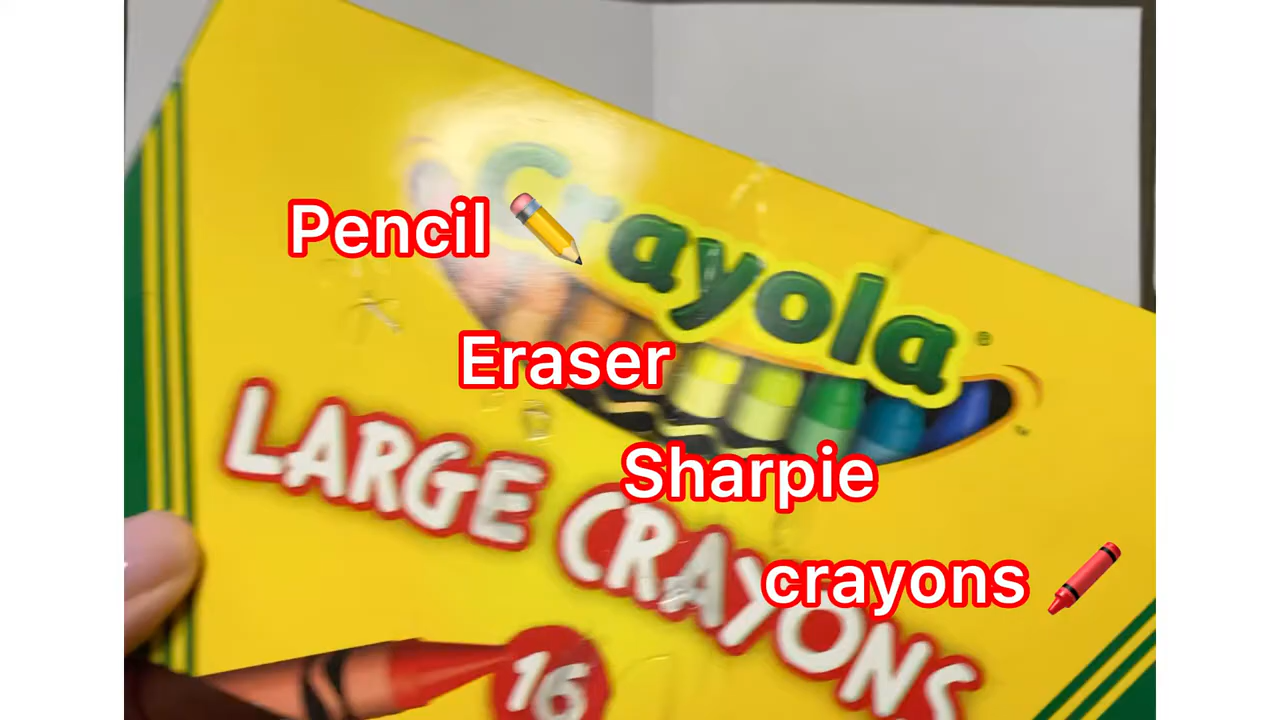 Crayola
Pencil ✏️
Eraser
LARGE CRAYONS
Sharpie
crayons 🖍️
16